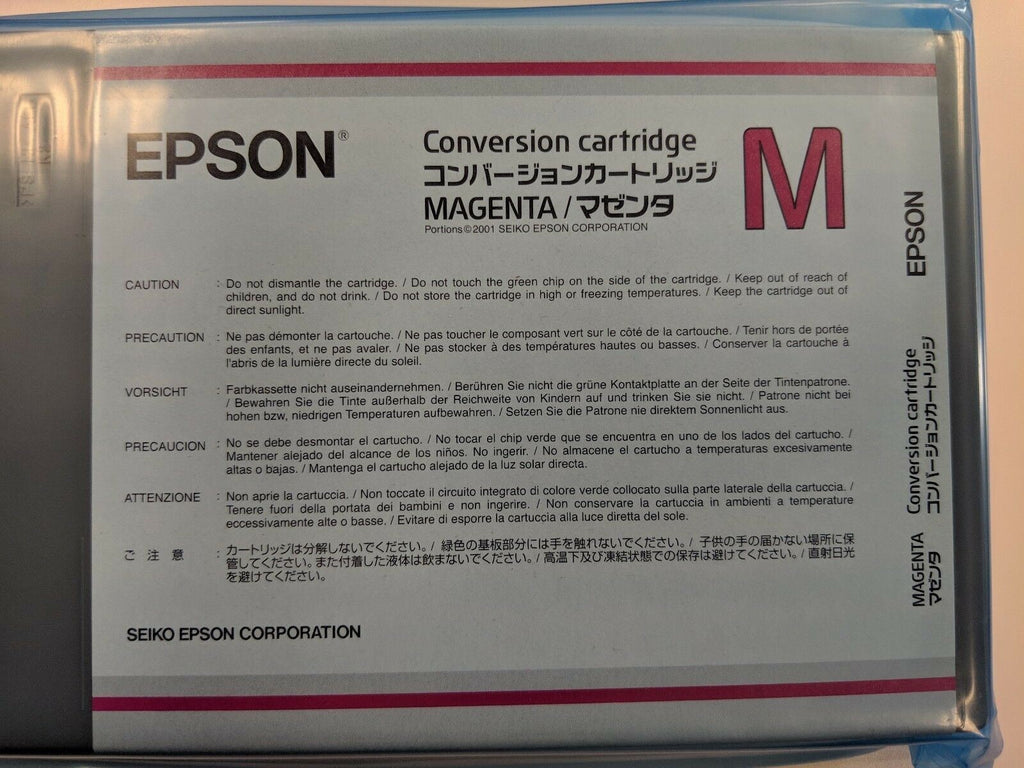 EPSON®
Conversion cartridge
コンバージョンカートリッジ
MAGENTA / マゼンタ
Portions©2001 SEIKO EPSON CORPORATION
M
CAUTION : Do not dismantle the cartridge. / Do not touch the green chip on the side of the cartridge. / Keep out of reach of
children, and do not drink. / Do not store the cartridge in high or freezing temperatures. / Keep the cartridge out of
direct sunlight.
PRECAUTION : Ne pas démonter la cartouche. / Ne pas toucher le composant vert sur le côté de la cartouche. / Tenir hors de portée
des enfants, et ne pas avaler. / Ne pas stocker à des températures hautes ou basses. / Conserver la cartouche à
l'abris de la lumière directe du soleil.
VORSICHT : Farbkassette nicht auseinandernehmen. / Berühren Sie nicht die grüne Kontaktplatte an der Seite der Tintenpatrone.
/ Bewahren Sie die Tinte außerhalb der Reichweite von Kindern auf und trinken Sie sie nicht. / Patrone nicht bei
hohen bzw, niedrigen Temperaturen aufbewahren. / Setzen Sie die Patrone nie direktem Sonnenlicht aus.
PRECAUCION : No se debe desmontar el cartucho. / No tocar el chip verde que se encuentra en uno de los lados del cartucho. /
Mantener alejado del alcance de los niños. No ingerir. / No almacene el cartucho a temperaturas excesivamente
altas o bajas. / Mantenga el cartucho alejado de la luz solar directa.
ATTENZIONE : Non aprie la cartuccia. / Non toccate il circuito integrato di colore verde collocato sulla parte laterale della cartuccia. /
Tenere fuori della portata dei bambini e non ingerire. / Non conservare la cartuccia in ambienti a temperature
eccessivamente alte o basse. / Evitare di esporre la cartuccia alla luce diretta del sole.
ご 注 意 : カートリッジは分解しないでください。/ 緑色の基板部分には手を触れないでください。/ 子供の手の届かない場所に保
管してください。また付着した液体は飲まないでください。/ 高温下及び凍結状態での保存は避けてください。/ 直射日光
を避けてください。
SEIKO EPSON CORPORATION
EPSON
Conversion cartridge
コンバージョンカートリッジ
MAGENTA
マゼンタ